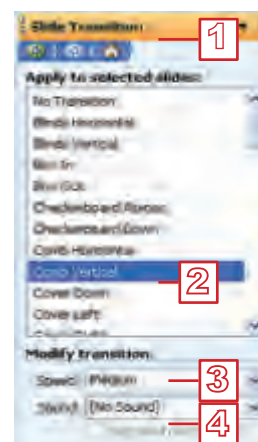 Slide Transition
1
Apply to selected slides:
No Transition
Blinds Horizontal
Blinds Vertical
Box In
Box Out
Checkerboard Across
Checkerboard Down
Comb Horizontal
Comb Vertical
2
Cover Down
Cover Left
Modify transition
Speed: Medium
3
Sound: [No Sound]
4